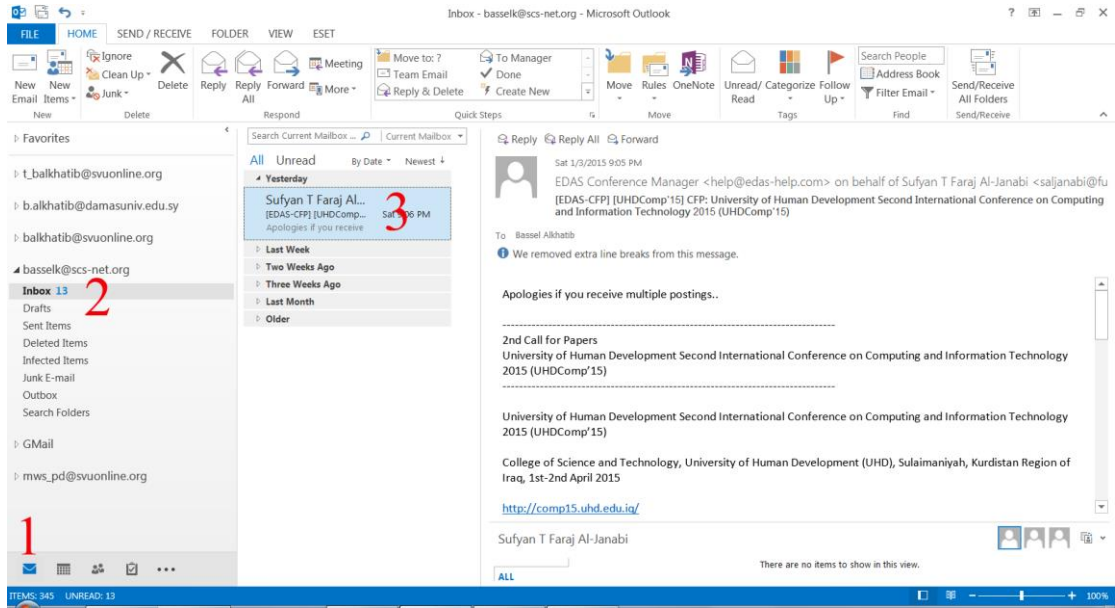 Inbox - basselk@scs-net.org - Microsoft Outlook
FILE HOME SEND / RECEIVE FOLDER VIEW ESET
New Email
New Items
Ignore
Clean Up
Junk
Delete
Reply
Reply All
Forward
Meeting
More
Move to: ?
Team Email
Reply & Delete
To Manager
Done
Create New
Move
Rules
OneNote
Unread/ Read
Categorize
Follow Up
Search People
Address Book
Filter Email
Send/Receive All Folders
New Delete Respond Quick Steps Move Tags Find Send/Receive
Favorites
t_balkhatib@svuonline.org
b.alkhatib@damasuniv.edu.sy
balkhatib@svuonline.org
basselk@scs-net.org
Inbox 13
2
Drafts
Sent Items
Deleted Items
Infected Items
Junk E-mail
Outbox
Search Folders
GMail
mws_pd@svuonline.org
1
Search Current Mailbox ... Current Mailbox
All Unread By Date Newest
Yesterday
Sufyan T Faraj Al...
[EDAS-CFP] [UHDComp... Sat 9:06 PM
Apologies if you receive
3
Last Week
Two Weeks Ago
Three Weeks Ago
Last Month
Older
Reply Reply All Forward
Sat 1/3/2015 9:05 PM
EDAS Conference Manager <help@edas-help.com> on behalf of Sufyan T Faraj Al-Janabi <saljanabi@fu
[EDAS-CFP] [UHDComp'15] CFP: University of Human Development Second International Conference on Computing
and Information Technology 2015 (UHDComp'15)
To Bassel Alkhatib
We removed extra line breaks from this message.
Apologies if you receive multiple postings..
--------------------------------------------------------------------------------
2nd Call for Papers
University of Human Development Second International Conference on Computing and Information Technology
2015 (UHDComp'15)
--------------------------------------------------------------------------------
University of Human Development Second International Conference on Computing and Information Technology
2015 (UHDComp'15)
College of Science and Technology, University of Human Development (UHD), Sulaimaniyah, Kurdistan Region of
Iraq, 1st-2nd April 2015
http://comp15.uhd.edu.iq/
Sufyan T Faraj Al-Janabi
There are no items to show in this view.
ALL
ITEMS: 345 UNREAD: 13
100%